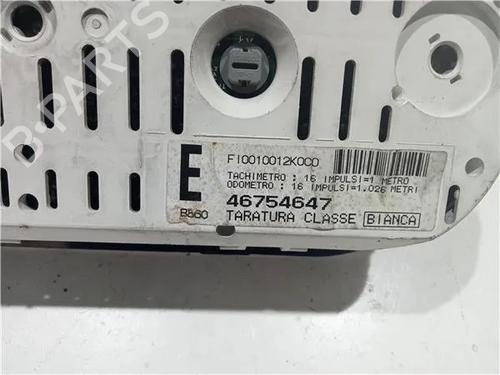 B-PARTS
FI0010012K0C0
TACHIMETRO : 16 IMPULSI=1 METRO
ODOMETRO : 16 IMPULSI=1.026 METRI
E
46754647
B560
TARATURA CLASSE BIANCA